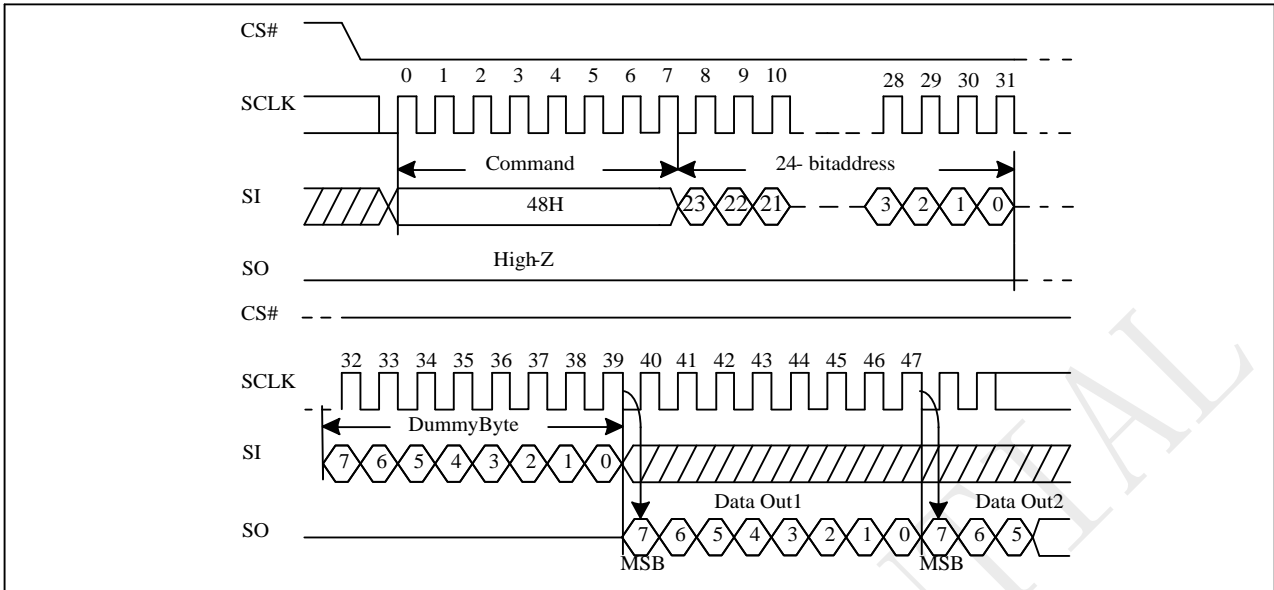 CS#
0 1 2 3 4 5 6 7 8 9 10 28 29 30 31
SCLK
Command 24- bitaddress
SI 48H 23 22 21 3 2 1 0
High-Z
SO
CS#
32 33 34 35 36 37 38 39 40 41 42 43 44 45 46 47
SCLK
DummyByte
SI 7 6 5 4 3 2 1 0
Data Out1 Data Out2
SO 7 6 5 4 3 2 1 0 7 6 5
MSB MSB